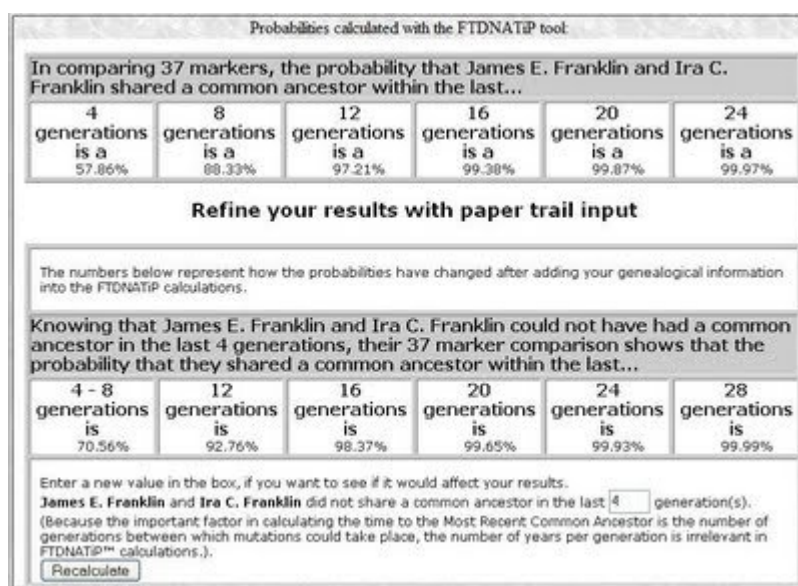 Probabilities calculated with the FTDNATiP tool:
In comparing 37 markers, the probability that James E. Franklin and Ira C.
Franklin shared a common ancestor within the last...
4 8 12 16 20 24
generations generations generations generations generations generations
is a is a is a is a is a is a
57.86% 88.33% 97.21% 99.38% 99.87% 99.97%
Refine your results with paper trail input
The numbers below represent how the probabilities have changed after adding your genealogical information
into the FTDNATiP calculations.
Knowing that James E. Franklin and Ira C. Franklin could not have had a common
ancestor in the last 4 generations, their 37 marker comparison shows that the
probability that they shared a common ancestor within the last...
4 - 8 12 16 20 24 28
generations generations generations generations generations generations
is is is is is is
70.56% 92.76% 98.37% 99.65% 99.93% 99.99%
Enter a new value in the box, if you want to see if it would affect your results.
James E. Franklin and Ira C. Franklin did not share a common ancestor in the last 4 generation(s).
(Because the important factor in calculating the time to the Most Recent Common Ancestor is the number of
generations between which mutations could take place, the number of years per generation is irrelevant in
FTDNATiP™ calculations.).
Recalculate